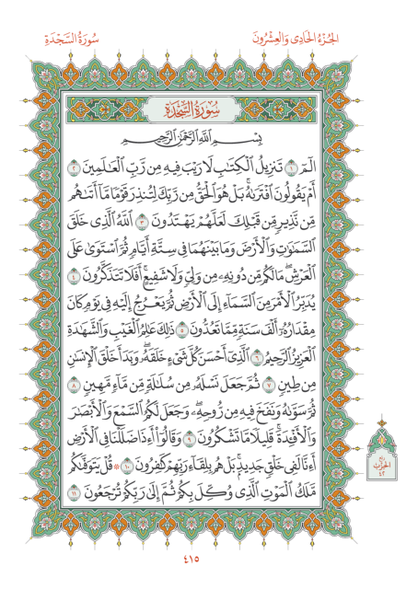 الجُزْءُ الحَادِى وَالعِشْرُونَ
سُورَةُ السَّجْدَةِ
سُورَةُ السَّجْدَةِ
بِسْمِ اللَّهِ الرَّحْمَٰنِ الرَّحِيمِ
الٓمٓ ١ تَنزِيلُ ٱلْكِتَٰبِ لَا رَيْبَ فِيهِ مِن رَّبِّ ٱلْعَٰلَمِينَ ٢
أَمْ يَقُولُونَ ٱفْتَرَىٰهُ ۚ بَلْ هُوَ ٱلْحَقُّ مِن رَّبِّكَ لِتُنذِرَ قَوْمًا مَّآ أَتَىٰهُم
مِّن نَّذِيرٍ مِّن قَبْلِكَ لَعَلَّهُمْ يَهْتَدُونَ ٣ ٱللَّهُ ٱلَّذِى خَلَقَ
ٱلسَّمَٰوَٰتِ وَٱلْأَرْضَ وَمَا بَيْنَهُمَا فِى سِتَّةِ أَيَّامٍ ثُمَّ ٱسْتَوَىٰ عَلَى
ٱلْعَرْشِ ۖ مَا لَكُم مِّن دُونِهِۦ مِن وَلِىٍّ وَلَا شَفِيعٍ ۚ أَفَلَا تَتَذَكَّرُونَ ٤
يُدَبِّرُ ٱلْأَمْرَ مِنَ ٱلسَّمَآءِ إِلَى ٱلْأَرْضِ ثُمَّ يَعْرُجُ إِلَيْهِ فِى يَوْمٍ كَانَ
مِقْدَارُهُۥٓ أَلْفَ سَنَةٍ مِّمَّا تَعُدُّونَ ٥ ذَٰلِكَ عَٰلِمُ ٱلْغَيْبِ وَٱلشَّهَٰدَةِ
ٱلْعَزِيزُ ٱلرَّحِيمُ ٦ ٱلَّذِىٓ أَحْسَنَ كُلَّ شَىْءٍ خَلَقَهُۥ ۖ وَبَدَأَ خَلْقَ ٱلْإِنسَٰنِ
مِن طِينٍ ٧ ثُمَّ جَعَلَ نَسْلَهُۥ مِن سُلَٰلَةٍ مِّن مَّآءٍ مَّهِينٍ ٨
ثُمَّ سَوَّىٰهُ وَنَفَخَ فِيهِ مِن رُّوحِهِۦ ۖ وَجَعَلَ لَكُمُ ٱلسَّمْعَ وَٱلْأَبْصَٰرَ
وَٱلْأَفْـِٔدَةَ ۚ قَلِيلًا مَّا تَشْكُرُونَ ٩ وَقَالُوٓا۟ أَءِذَا ضَلَلْنَا فِى ٱلْأَرْضِ
أَءِنَّا لَفِى خَلْقٍ جَدِيدٍۭ ۚ بَلْ هُم بِلِقَآءِ رَبِّهِمْ كَٰفِرُونَ ١٠ ۞ قُلْ يَتَوَفَّىٰكُم
مَّلَكُ ٱلْمَوْتِ ٱلَّذِى وُكِّلَ بِكُمْ ثُمَّ إِلَىٰ رَبِّكُمْ تُرْجَعُونَ ١١
الحزب
٤٢
٤١٥